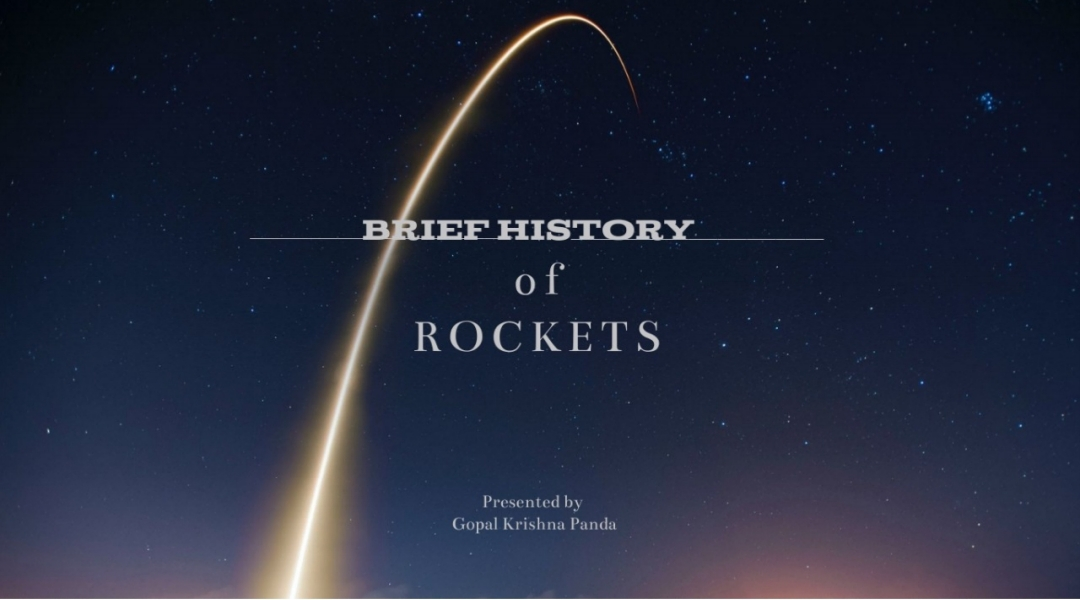 BRIEF HISTORY
of
ROCKETS
Presented by
Gopal Krishna Panda